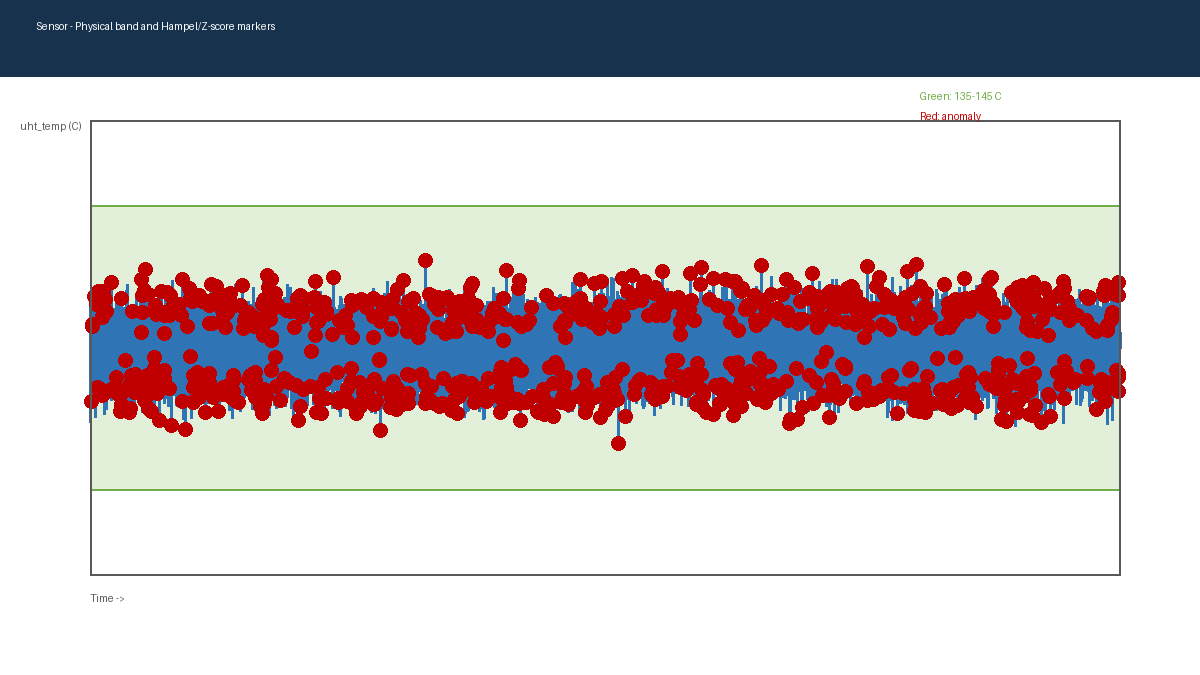 Sensor - Physical band and Hampel/Z-score markers
Green: 135-145 C
Red: anomaly
uht_temp (C)
Time ->